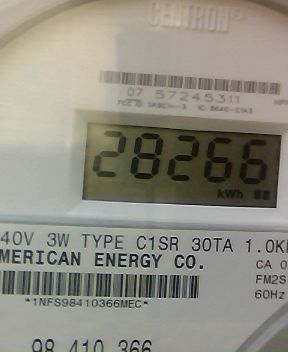 CENTRON®
07 57245311
28266
kWh
40V 3W TYPE C1SR 30TA 1.0K
MERICAN ENERGY CO.
CA 0
FM2S
60Hz
*1NFS98410366MEC*
98 410 366